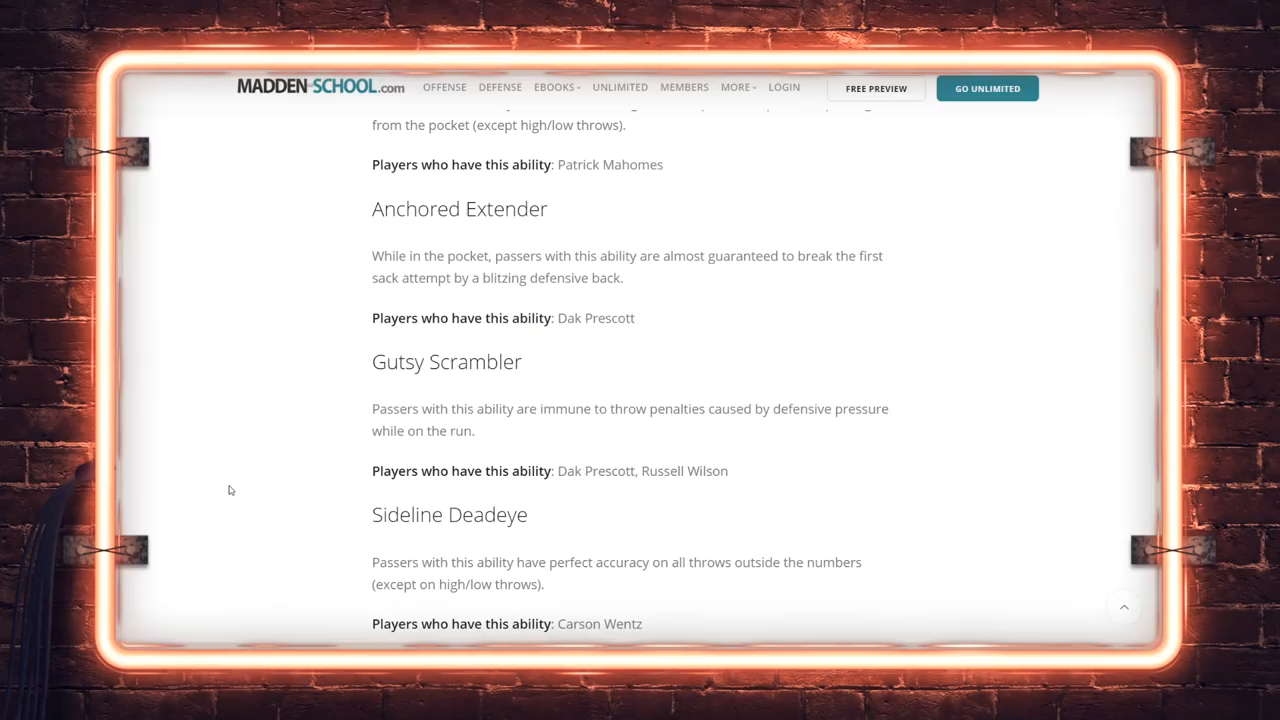 MADDEN-SCHOOL.com OFFENSE DEFENSE EBOOKS UNLIMITED MEMBERS MORE LOGIN FREE PREVIEW GO UNLIMITED
from the pocket (except high/low throws).
Players who have this ability: Patrick Mahomes
Anchored Extender
While in the pocket, passers with this ability are almost guaranteed to break the first
sack attempt by a blitzing defensive back.
Players who have this ability: Dak Prescott
Gutsy Scrambler
Passers with this ability are immune to throw penalties caused by defensive pressure
while on the run.
Players who have this ability: Dak Prescott, Russell Wilson
Sideline Deadeye
Passers with this ability have perfect accuracy on all throws outside the numbers
(except on high/low throws).
Players who have this ability: Carson Wentz